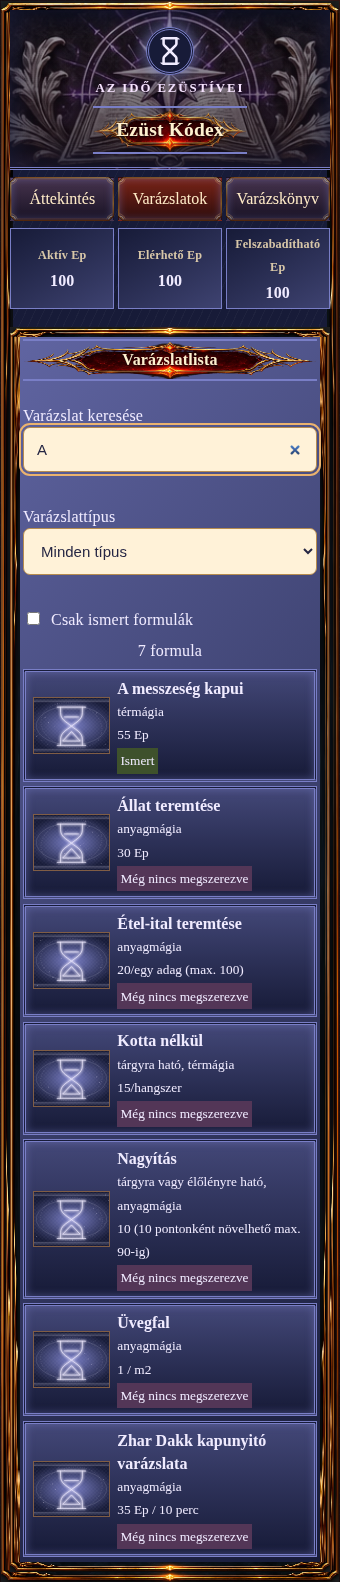 AZ IDŐ EZÜSTÍVEI
Ezüst Kódex
Áttekintés
Varázslatok
Varázskönyv
Aktív Ep
100
Elérhető Ep
100
Felszabadítható
Ep
100
Varázslatlista
Varázslat keresése
A
Varázslattípus
Minden típus
Csak ismert formulák
7 formula
A messzeség kapui
térmágia
55 Ep
Ismert
Állat teremtése
anyagmágia
30 Ep
Még nincs megszerezve
Étel-ital teremtése
anyagmágia
20/egy adag (max. 100)
Még nincs megszerezve
Kotta nélkül
tárgyra ható, térmágia
15/hangszer
Még nincs megszerezve
Nagyítás
tárgyra vagy élőlényre ható,
anyagmágia
10 (10 pontonként növelhető max.
90-ig)
Még nincs megszerezve
Üvegfal
anyagmágia
1 / m2
Még nincs megszerezve
Zhar Dakk kapunyitó
varázslata
anyagmágia
35 Ep / 10 perc
Még nincs megszerezve